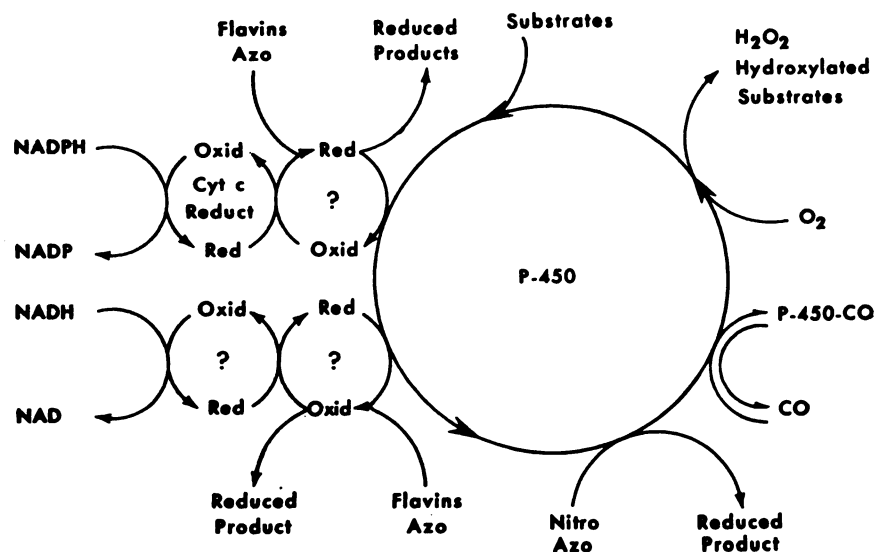 Flavins
Azo
Reduced
Products
Substrates
H₂O₂
Hydroxylated
Substrates
NADPH
Oxid
Red
Cyt c
Reduct
?
NADP
Red
Oxid
O₂
P-450
NADH
Oxid
Red
P-450-CO
?
?
NAD
Red
Oxid
CO
Reduced
Product
Flavins
Azo
Nitro
Azo
Reduced
Product